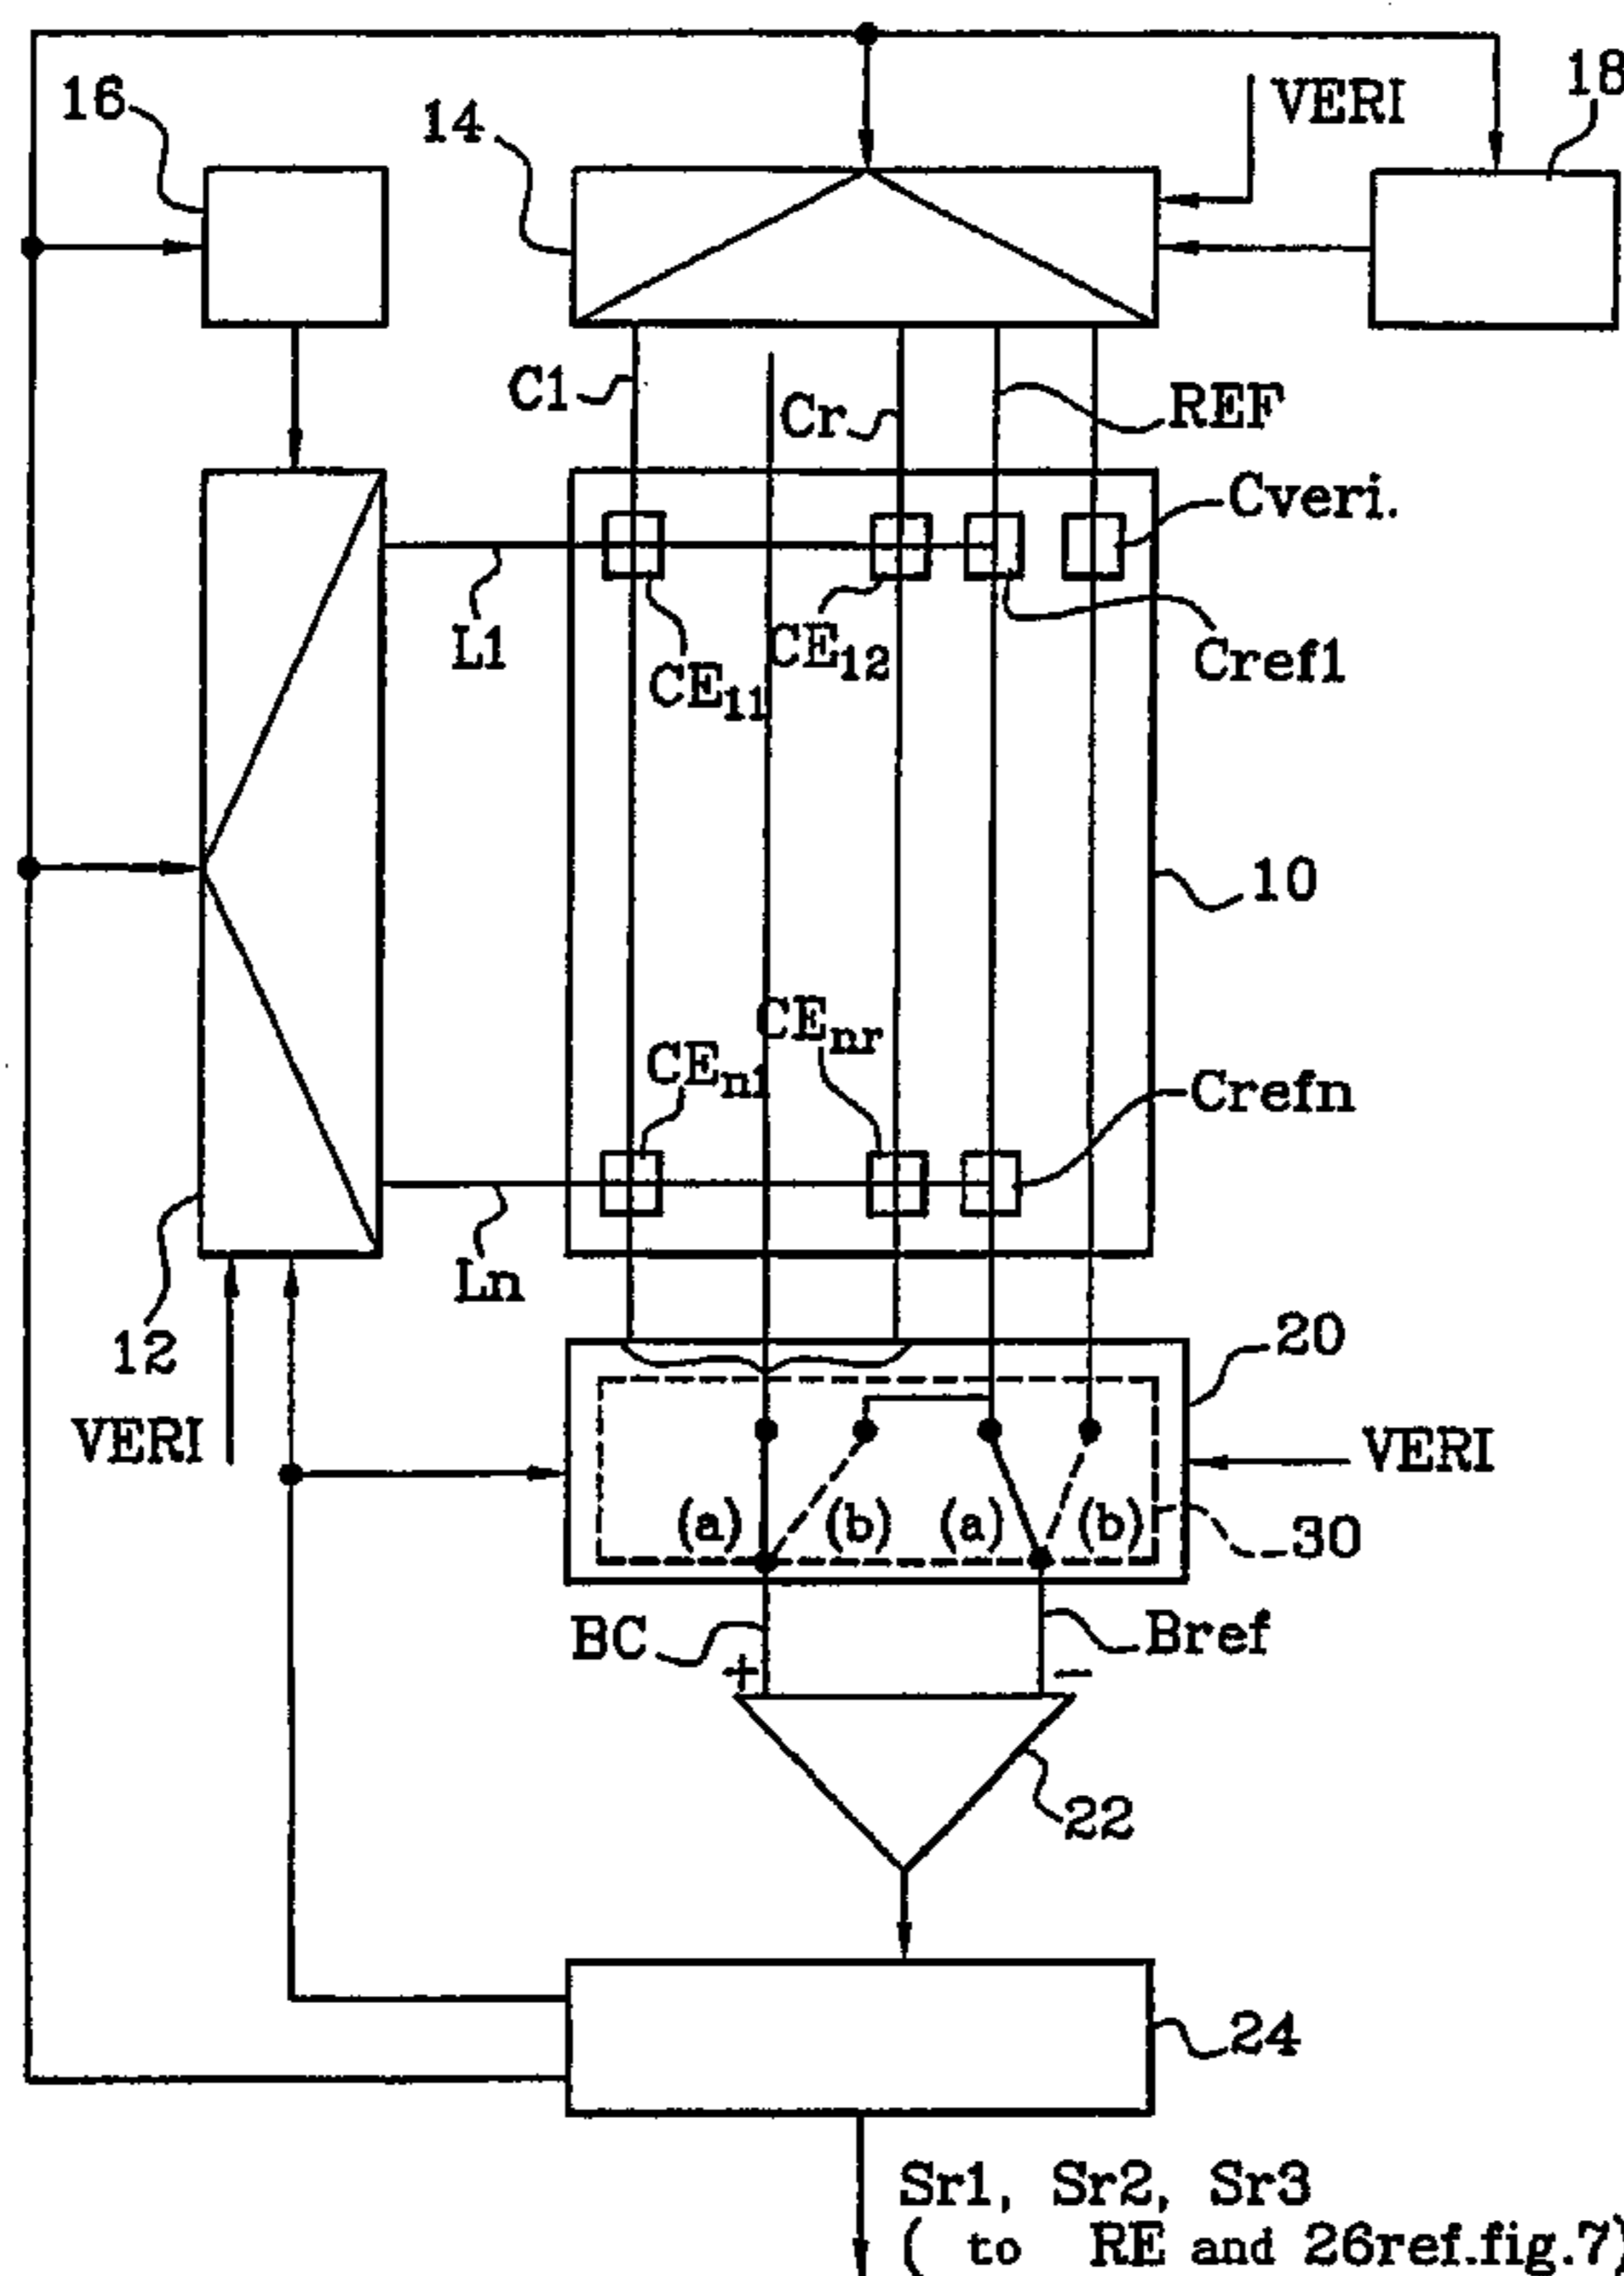 16
14
VERI
18
C1
Cr
REF
Cveri.
L1
CE11
CE12
Cref1
10
CEn1
CEnr
Crefn
12
Ln
VERI
20
VERI
(a)
(b)
(a)
(b)
30
BC
Bref
+
−
22
24
Sr1, Sr2, Sr3
( to RE and 26ref.fig.7)